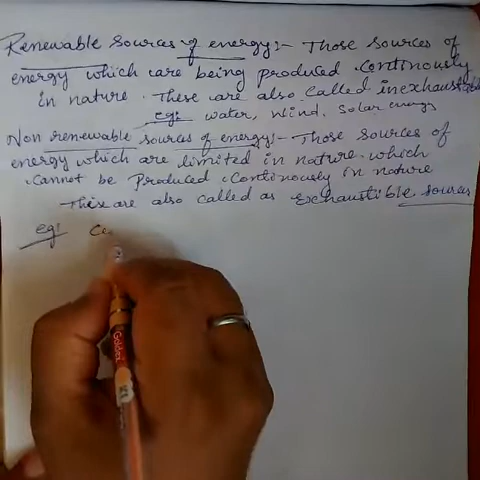 Renewable sources of energy:- Those sources of
energy which are being produced continously
in nature. These are also called inexhaustible
eg: water, wind, solar energy
Non renewable sources of energy:- Those sources of
energy which are limited in nature. which
cannot be Produced continously in nature
These are also called as exhaustible sources
eg:
Goldex